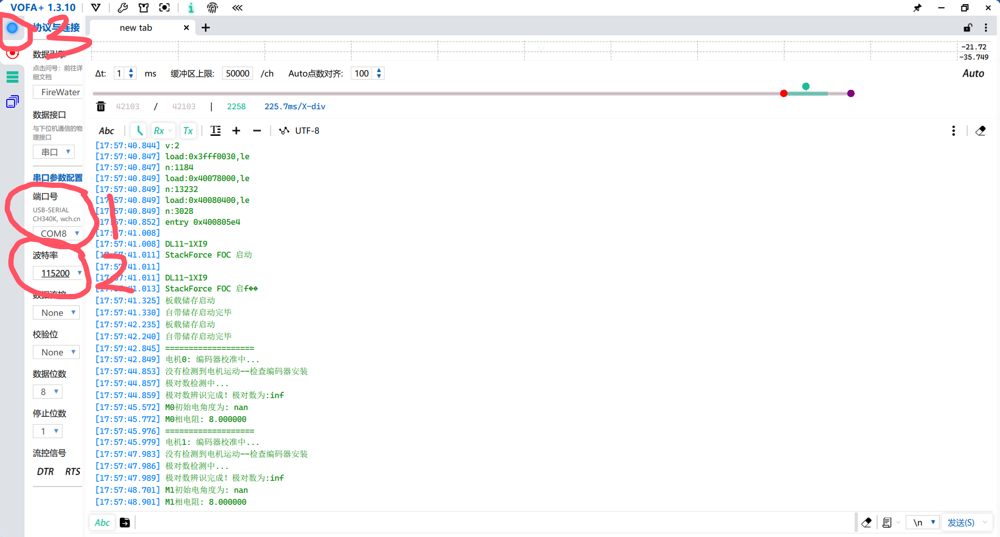 VOFA+ 1.3.10
协议与连接
new tab
数据引擎
点击问号：前往详
细文档
FireWater
-21.72
-35.749
Δt: 1 ms 缓冲区上限: 50000 /ch Auto点数对齐: 100
Auto
42103 / 42103 | 2258 225.7ms/X-div
数据接口
与下位机通信的物
理接口
串口
Abc Rx Tx UTF-8
串口参数配置
端口号
USB-SERIAL
CH340K, wch.cn
COM8
波特率
115200
数据流控
None
校验位
None
数据位数
8
停止位数
1
流控信号
DTR RTS
1
2
2
[17:57:40.844] v:2
[17:57:40.847] load:0x3fff0030,le
[17:57:40.847] n:1184
[17:57:40.849] load:0x40078000,le
[17:57:40.849] n:13232
[17:57:40.849] load:0x40080400,le
[17:57:40.849] n:3028
[17:57:40.852] entry 0x400805e4
[17:57:41.008]
[17:57:41.008] DL11-1XI9
[17:57:41.011] StackForce FOC 启动
[17:57:41.011]
[17:57:41.011] DL11-1XI9
[17:57:41.013] StackForce FOC 启f��
[17:57:41.325] 板载储存启动
[17:57:41.330] 自带储存启动完毕
[17:57:42.235] 板载储存启动
[17:57:42.240] 自带储存启动完毕
[17:57:42.845] ===================
[17:57:42.849] 电机0: 编码器校准中...
[17:57:44.853] 没有检测到电机运动--检查编码器安装
[17:57:44.857] 极对数检测中...
[17:57:44.859] 极对数辨识完成！极对数为:inf
[17:57:45.572] M0初始电角度为: nan
[17:57:45.772] M0相电阻: 8.000000
[17:57:45.976] ===================
[17:57:45.979] 电机1: 编码器校准中...
[17:57:47.983] 没有检测到电机运动--检查编码器安装
[17:57:47.986] 极对数检测中...
[17:57:47.989] 极对数辨识完成！极对数为:inf
[17:57:48.701] M1初始电角度为: nan
[17:57:48.901] M1相电阻: 8.000000
Abc \n 发送(S)